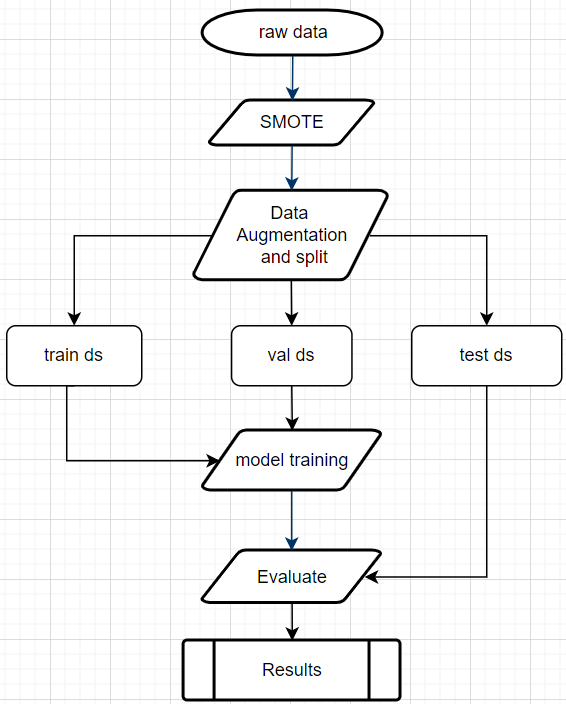 raw data
SMOTE
Data
Augmentation
and split
train ds
val ds
test ds
model training
Evaluate
Results